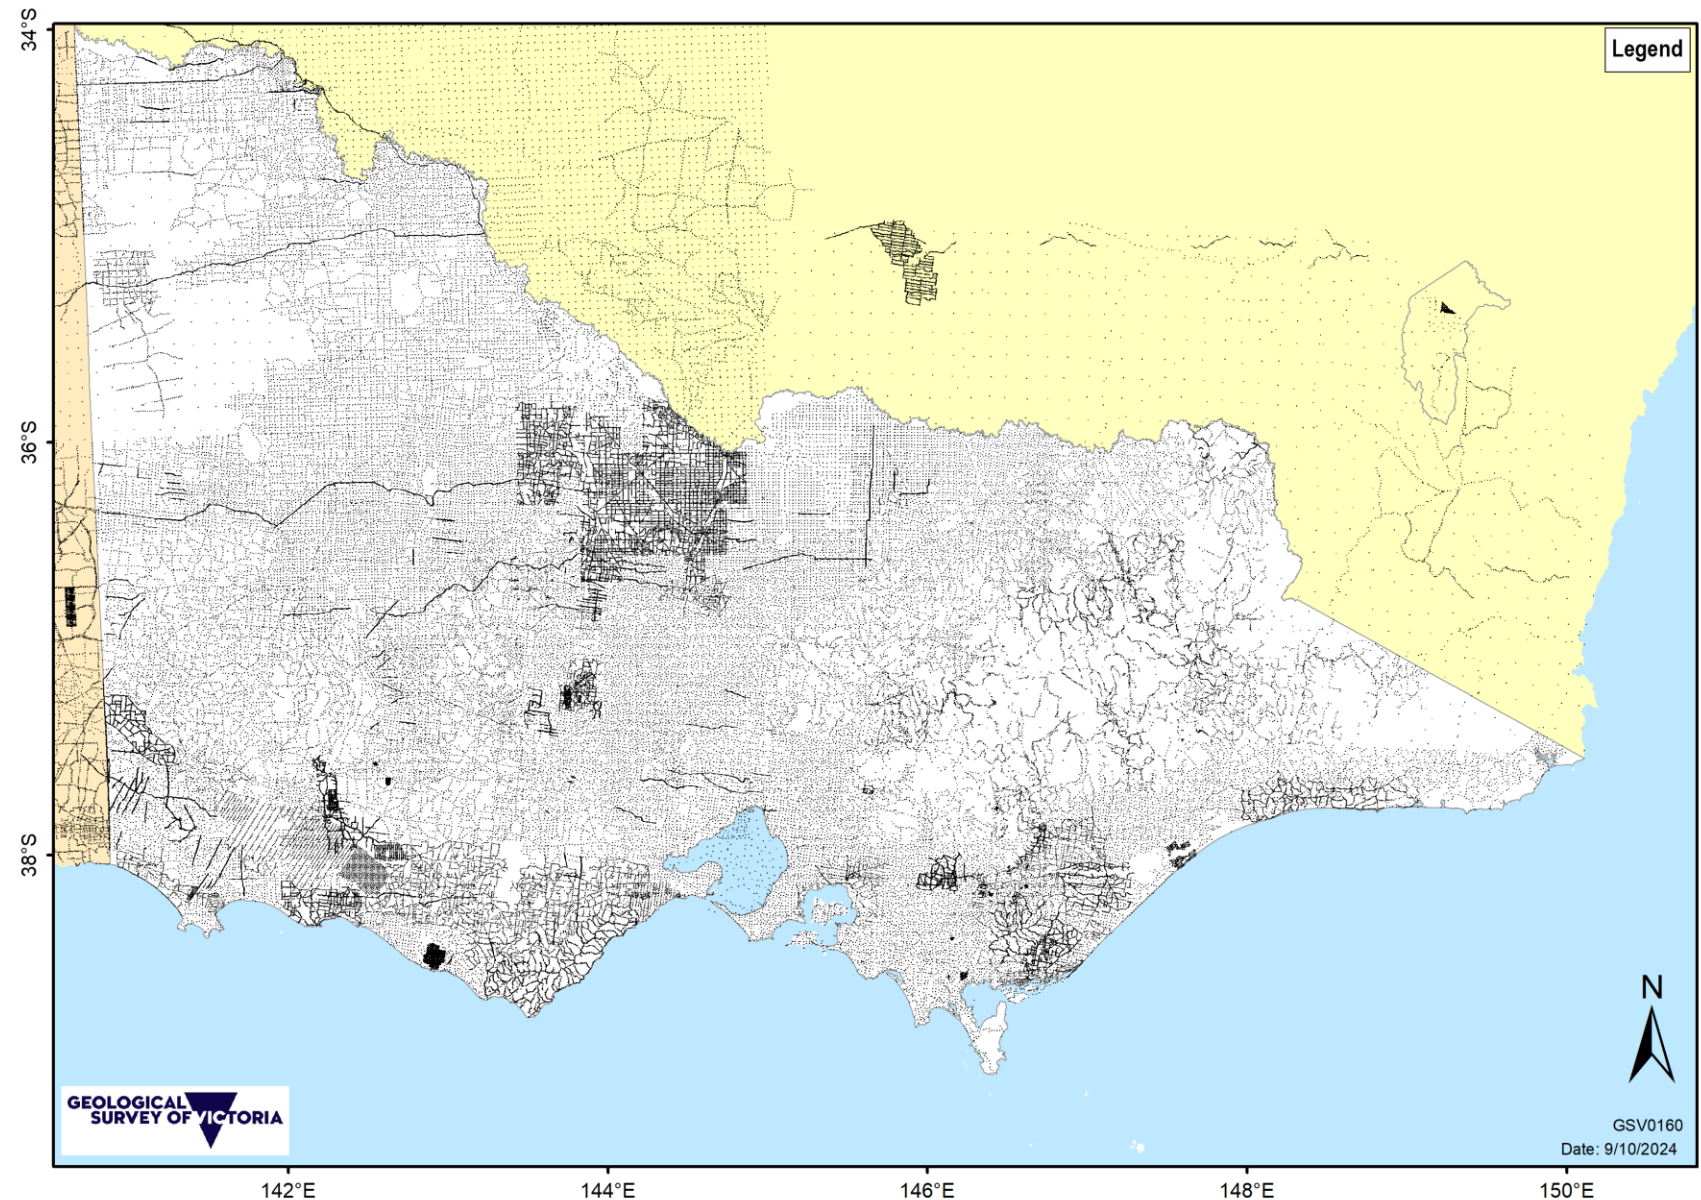 34°S
Legend
36°S
38°S
N
GEOLOGICAL
SURVEY OF VICTORIA
GSV0160
Date: 9/10/2024
142°E
144°E
146°E
148°E
150°E